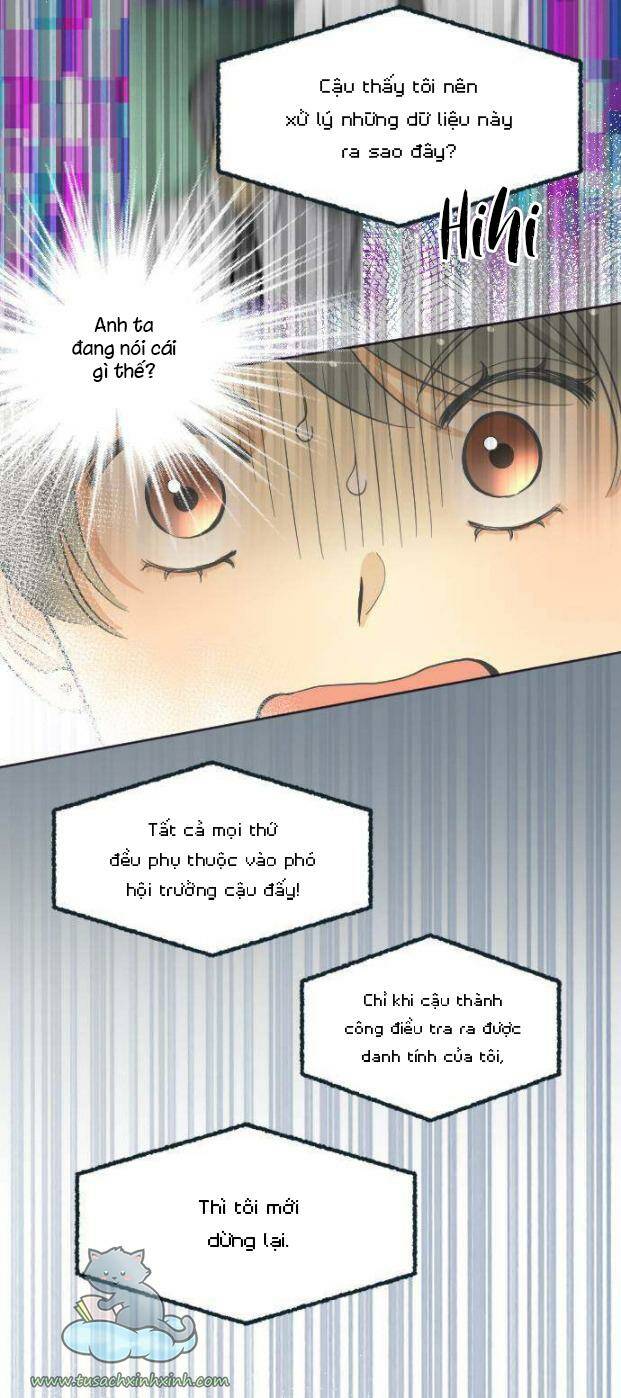 Cậu thấy tôi nên
xử lý những dữ liệu này
ra sao đây?
Hihi
Anh ta
đang nói cái
gì thế?
Tất cả mọi thứ
đều phụ thuộc vào phó
hội trưởng cậu đấy!
Chỉ khi cậu thành
công điều tra ra được
danh tính của tôi,
Thì tôi mới
dừng lại.
www.tusachxinhxinh.com